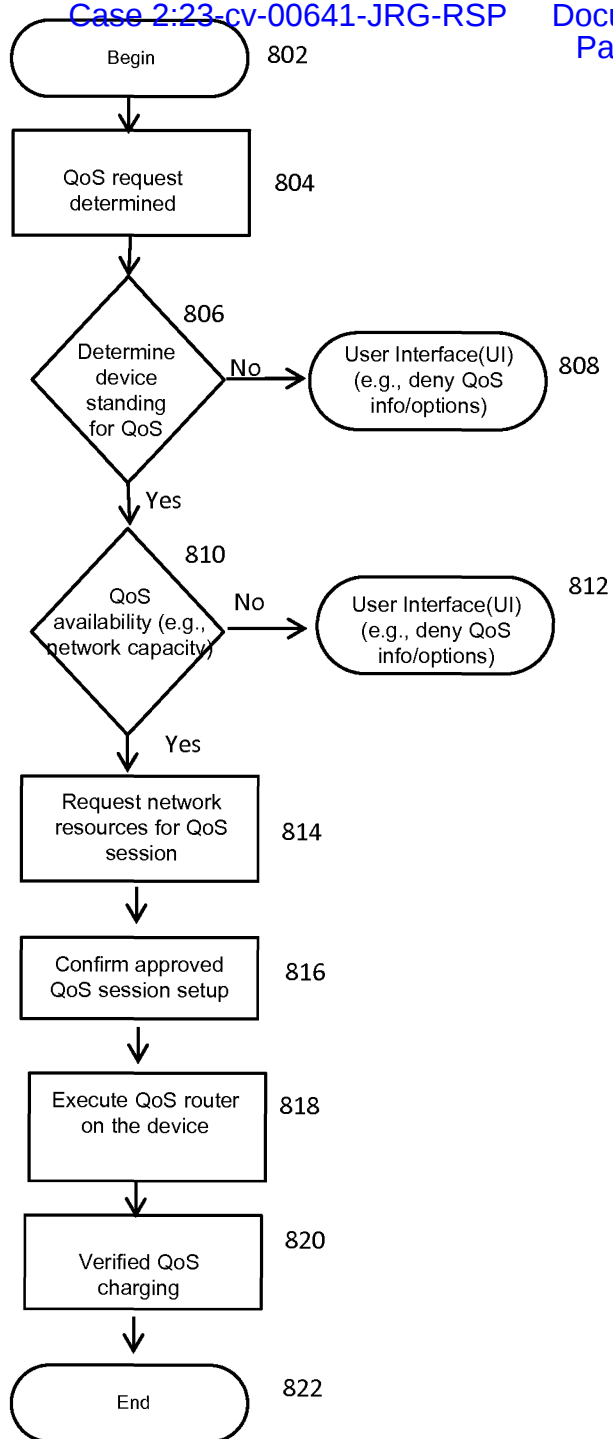 Case 2:23-cv-00641-JRG-RSP Docu
Pa
Begin
802
QoS request
determined
804
806
Determine
device
standing
for QoS
No
User Interface(UI)
(e.g., deny QoS
info/options)
808
Yes
810
QoS
availability (e.g.,
network capacity)
No
User Interface(UI)
(e.g., deny QoS
info/options)
812
Yes
Request network
resources for QoS
session
814
Confirm approved
QoS session setup
816
Execute QoS router
on the device
818
Verified QoS
charging
820
End
822